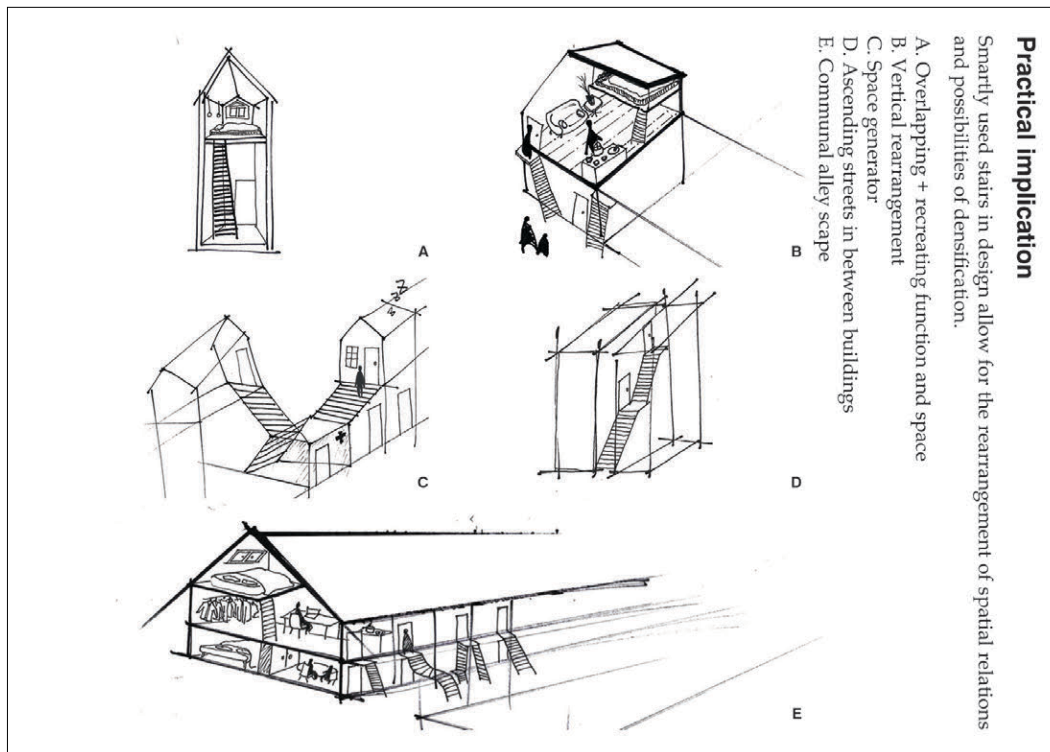 Practical implication
Smartly used stairs in design allow for the rearrangement of spatial relations
and possibilities of densification.
A. Overlapping + recreating function and space
B. Vertical rearrangement
C. Space generator
D. Ascending streets in between buildings
E. Communal alley scape
A
B
z
z
z
C
D
E